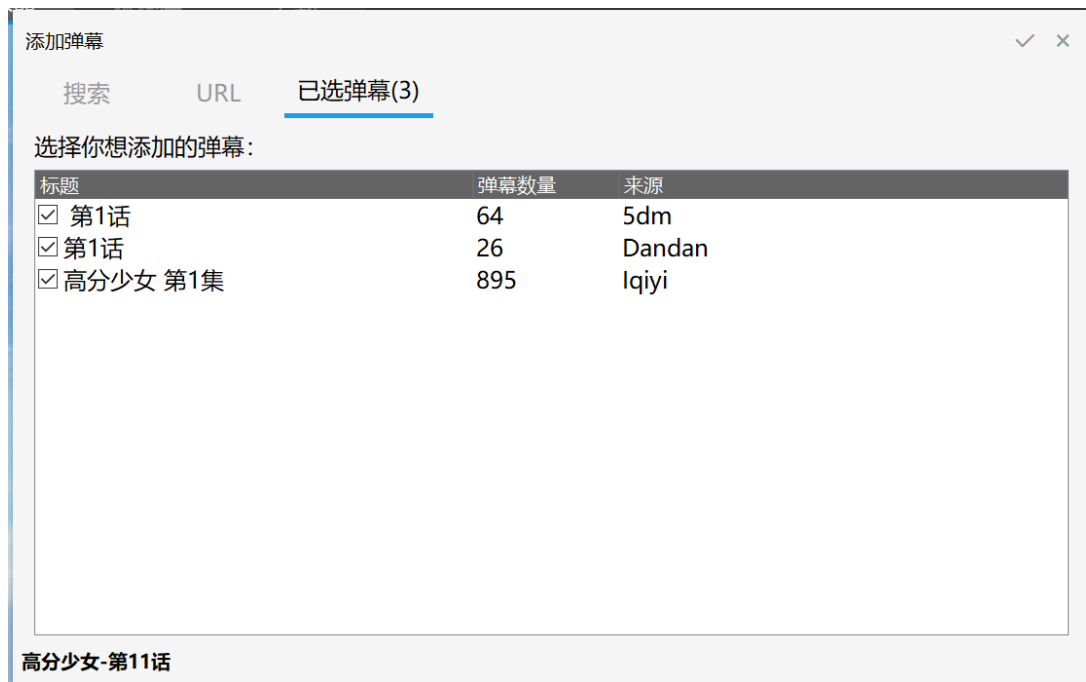 添加弹幕
搜索 URL 已选弹幕(3)
选择你想添加的弹幕：
标题 弹幕数量 来源
第1话 64 5dm
第1话 26 Dandan
高分少女 第1集 895 Iqiyi
高分少女-第11话